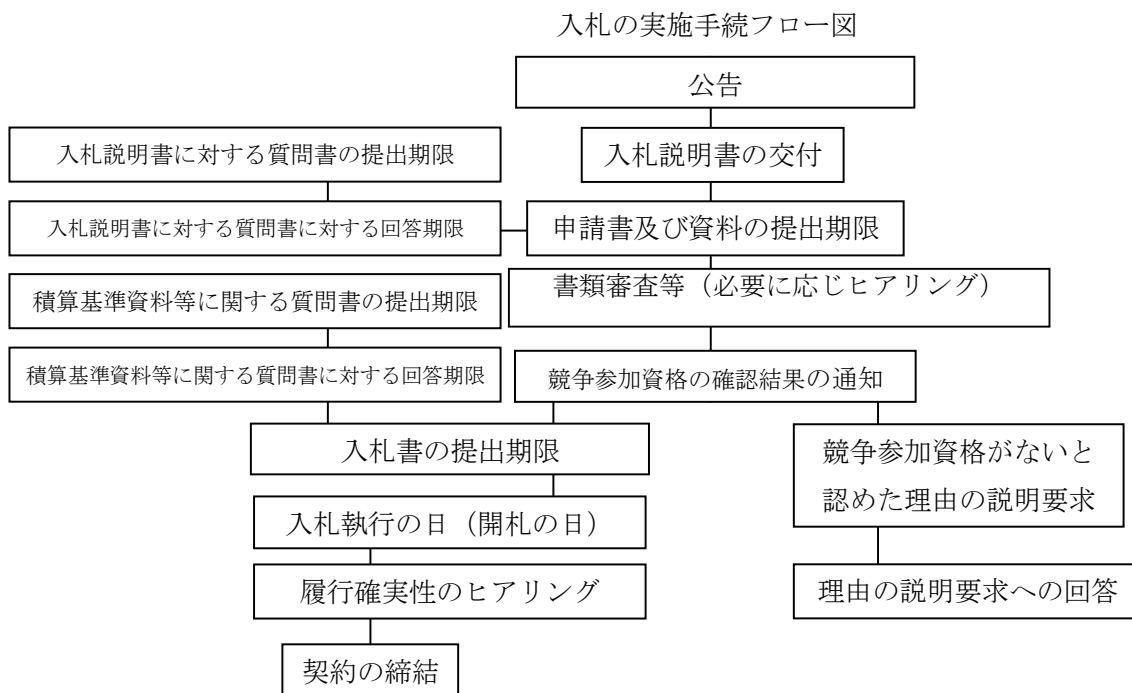 入札の実施手続フロー図
公告
入札説明書に対する質問書の提出期限
入札説明書の交付
入札説明書に対する質問書に対する回答期限
申請書及び資料の提出期限
書類審査等（必要に応じヒアリング）
積算基準資料等に関する質問書の提出期限
積算基準資料等に関する質問書に対する回答期限
競争参加資格の確認結果の通知
入札書の提出期限
競争参加資格がないと
認めた理由の説明要求
入札執行の日（開札の日）
履行確実性のヒアリング
理由の説明要求への回答
契約の締結